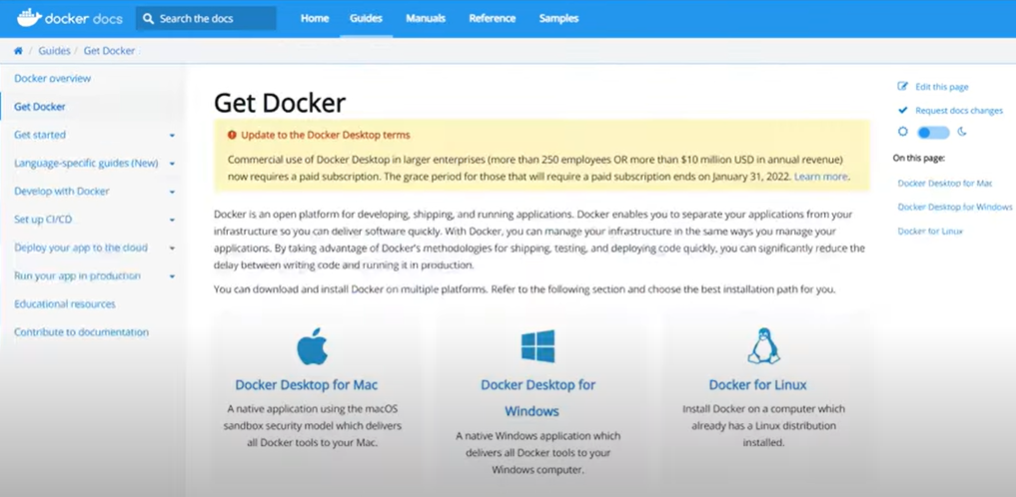 docker docs
Search the docs
Home
Guides
Manuals
Reference
Samples
/ Guides / Get Docker
Docker overview
Get Docker
Get started
Language-specific guides (New)
Develop with Docker
Set up CI/CD
Deploy your app to the cloud
Run your app in production
Educational resources
Contribute to documentation
Get Docker
Update to the Docker Desktop terms
Commercial use of Docker Desktop in larger enterprises (more than 250 employees OR more than $10 million USD in annual revenue)
now requires a paid subscription. The grace period for those that will require a paid subscription ends on January 31, 2022. Learn more.
Docker is an open platform for developing, shipping, and running applications. Docker enables you to separate your applications from your
infrastructure so you can deliver software quickly. With Docker, you can manage your infrastructure in the same ways you manage your
applications. By taking advantage of Docker's methodologies for shipping, testing, and deploying code quickly, you can significantly reduce the
delay between writing code and running it in production.
You can download and install Docker on multiple platforms. Refer to the following section and choose the best installation path for you.
Docker Desktop for Mac
A native application using the macOS
sandbox security model which delivers
all Docker tools to your Mac.
Docker Desktop for
Windows
A native Windows application which
delivers all Docker tools to your
Windows computer.
Docker for Linux
Install Docker on a computer which
already has a Linux distribution
installed.
Edit this page
Request docs changes
On this page:
Docker Desktop for Mac
Docker Desktop for Windows
Docker for Linux